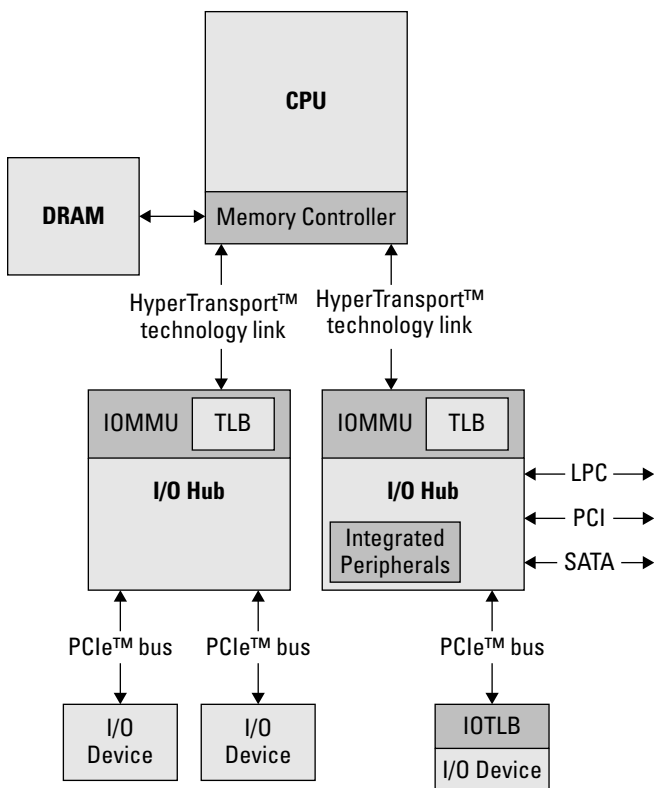 CPU
DRAM
Memory Controller
HyperTransport™
technology link
HyperTransport™
technology link
IOMMU
TLB
I/O Hub
IOMMU
TLB
I/O Hub
Integrated
Peripherals
LPC
PCI
SATA
PCIe™ bus
PCIe™ bus
PCIe™ bus
I/O
Device
I/O
Device
IOTLB
I/O Device